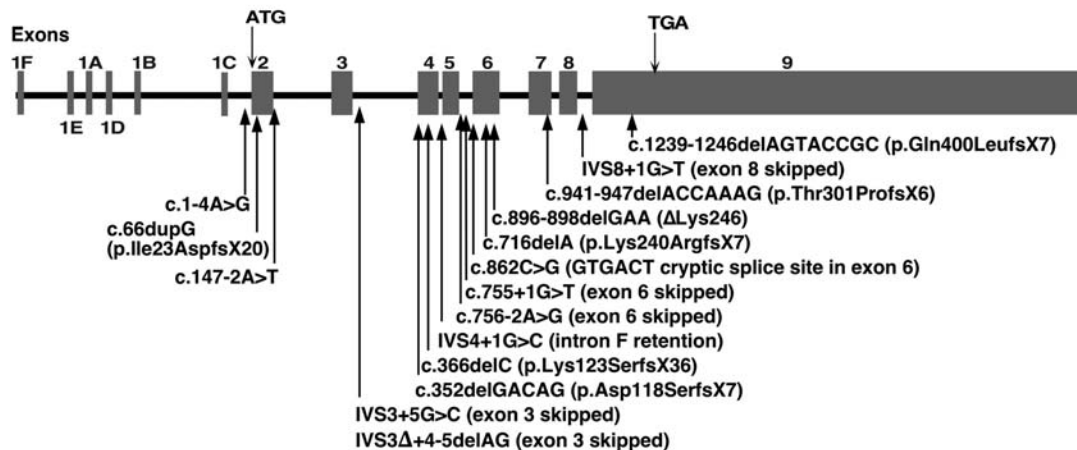 ATG
TGA
Exons
1F 1A 1B 1C 2 3 4 5 6 7 8 9
1E 1D
c.1239-1246delAGTACCGC (p.Gln400LeufsX7)
IVS8+1G>T (exon 8 skipped)
c.941-947delACCAAAG (p.Thr301ProfsX6)
c.1-4A>G
c.896-898delGAA (ΔLys246)
c.66dupG
(p.Ile23AspfsX20)
c.716delA (p.Lys240ArgfsX7)
c.862C>G (GTGACT cryptic splice site in exon 6)
c.147-2A>T
c.755+1G>T (exon 6 skipped)
c.756-2A>G (exon 6 skipped)
IVS4+1G>C (intron F retention)
c.366delC (p.Lys123SerfsX36)
c.352delGACAG (p.Asp118SerfsX7)
IVS3+5G>C (exon 3 skipped)
IVS3Δ+4-5delAG (exon 3 skipped)